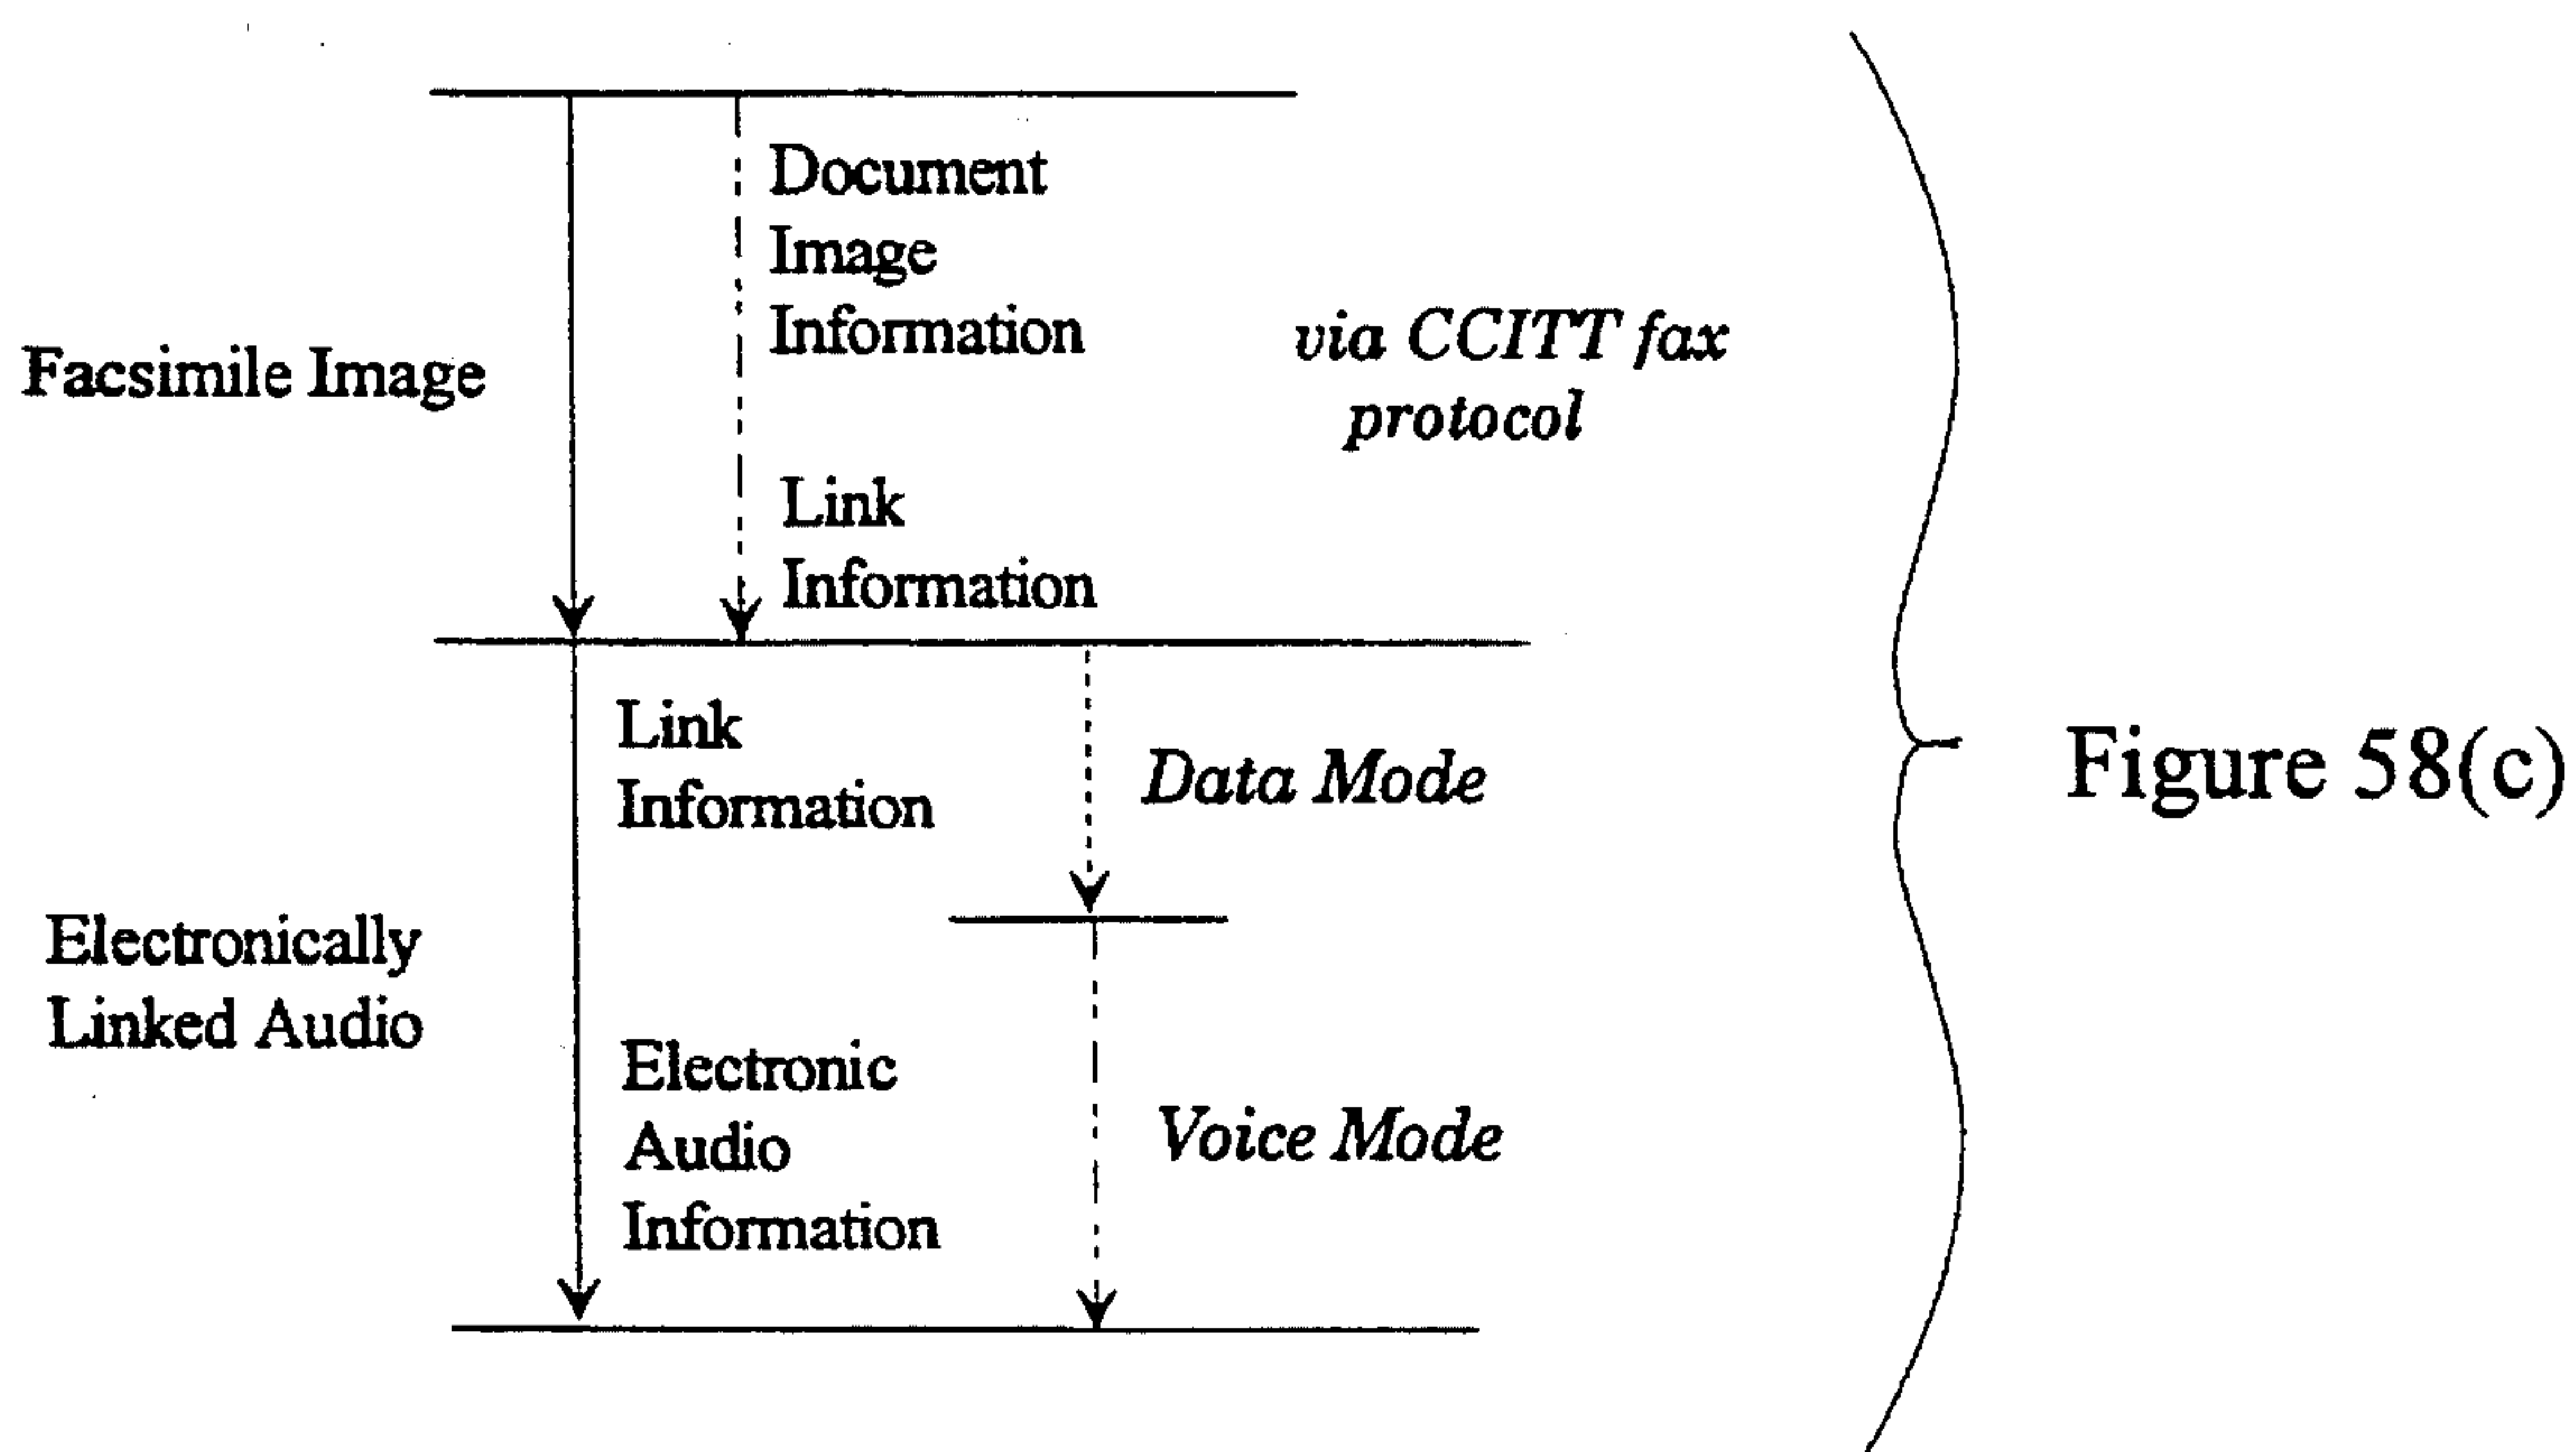 Document
Image
Information
Facsimile Image
via CCITT fax
protocol
Link
Information
Link
Information
Data Mode
Figure 58(c)
Electronically
Linked Audio
Electronic
Audio
Information
Voice Mode